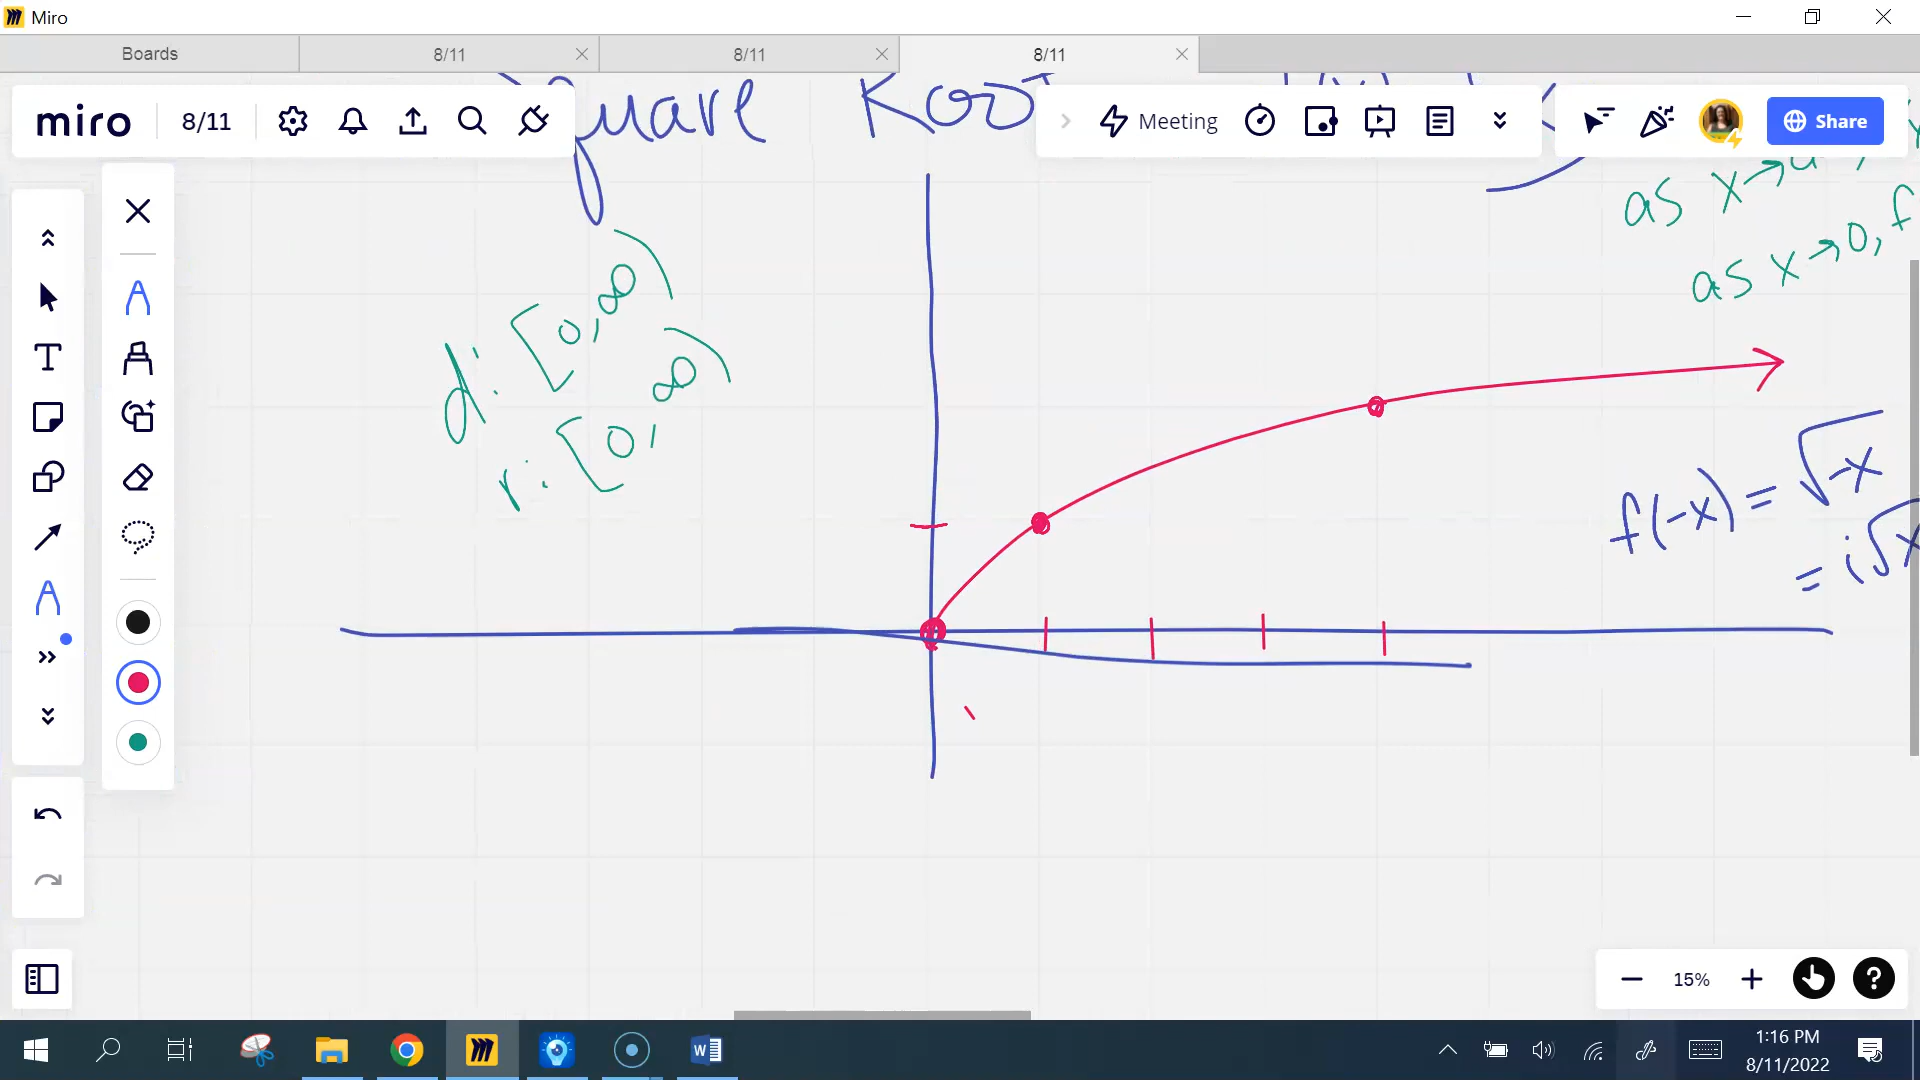 Miro
Boards
8/11
8/11
8/11
Square Root
miro
8/11
Meeting
Share
as x→
as x→0, f
d: [0, ∞)
r: [0, ∞)
f(-x) = √-x
= i√x
15%
1:16 PM
8/11/2022